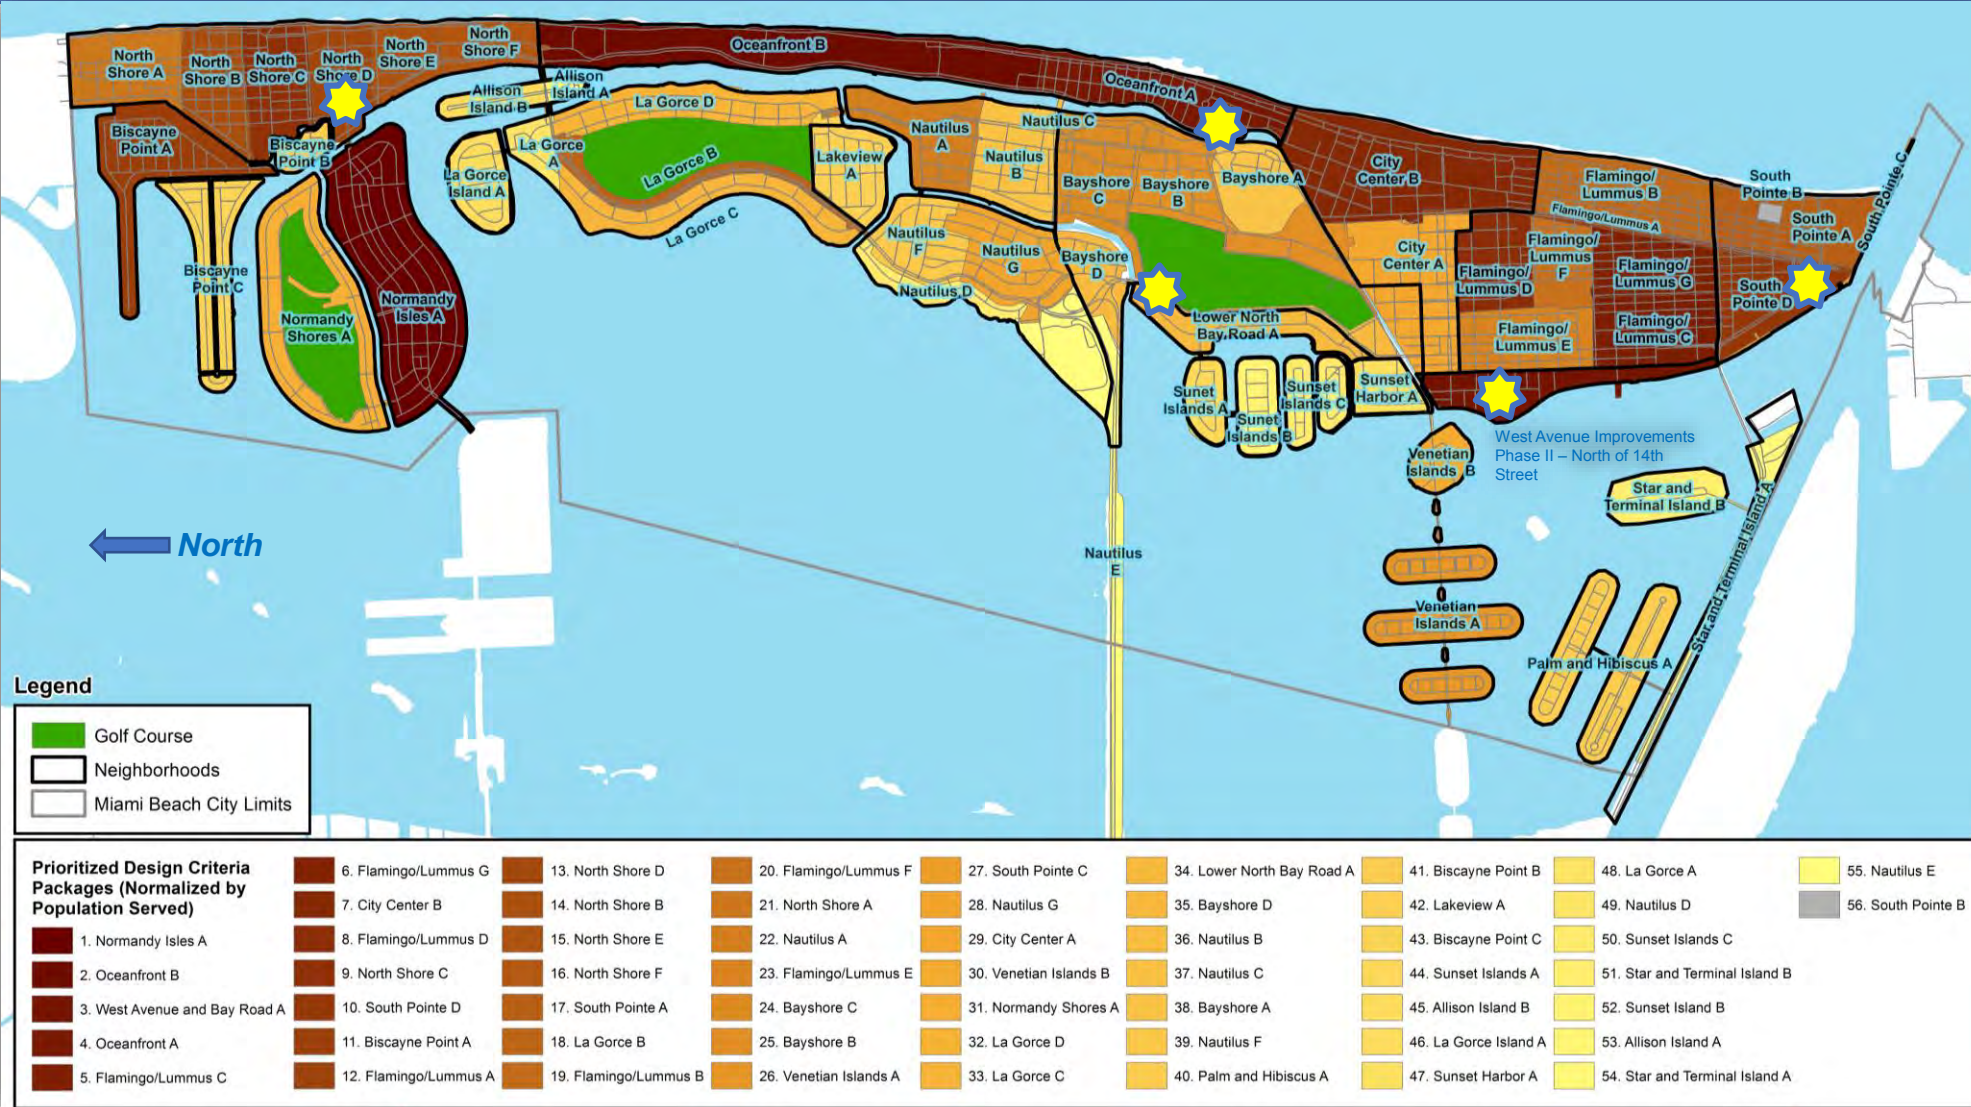 North
Shore A
North
Shore B
North
Shore C
North
Shore D
North
Shore E
North
Shore F
Oceanfront B
Oceanfront A
Allison
Island A
Allison
Island B
Biscayne
Point A
Biscayne
Point B
Biscayne
Point C
La Gorce D
La Gorce
A
La Gorce B
La Gorce C
La Gorce
Island A
Lakeview
A
Nautilus
A
Nautilus C
Nautilus
B
Nautilus
F
Nautilus
G
Nautilus D
Bayshore
C
Bayshore
B
Bayshore A
Bayshore
D
City
Center B
City
Center A
Flamingo/
Lummus B
Flamingo/Lummus A
Flamingo/
Lummus D
Flamingo/
Lummus
F
Flamingo/
Lummus G
Flamingo/
Lummus E
Flamingo/
Lummus C
South
Pointe B
South
Pointe A
South Pointe C
South
Pointe D
Normandy
Isles A
Normandy
Shores A
Lower North
Bay Road A
Sunet
Islands A
Sunet
Islands B
Sunset
Islands C
Sunset
Harbor A
West Avenue Improvements
Phase II – North of 14th
Street
Venetian
Islands B
Star and
Terminal Island B
Star and Terminal Island A
Nautilus
E
Venetian
Islands A
Palm and Hibiscus A
North
Legend
Golf Course
Neighborhoods
Miami Beach City Limits
Prioritized Design Criteria
Packages (Normalized by
Population Served)
1. Normandy Isles A
2. Oceanfront B
3. West Avenue and Bay Road A
4. Oceanfront A
5. Flamingo/Lummus C
6. Flamingo/Lummus G
7. City Center B
8. Flamingo/Lummus D
9. North Shore C
10. South Pointe D
11. Biscayne Point A
12. Flamingo/Lummus A
13. North Shore D
14. North Shore B
15. North Shore E
16. North Shore F
17. South Pointe A
18. La Gorce B
19. Flamingo/Lummus B
20. Flamingo/Lummus F
21. North Shore A
22. Nautilus A
23. Flamingo/Lummus E
24. Bayshore C
25. Bayshore B
26. Venetian Islands A
27. South Pointe C
28. Nautilus G
29. City Center A
30. Venetian Islands B
31. Normandy Shores A
32. La Gorce D
33. La Gorce C
34. Lower North Bay Road A
35. Bayshore D
36. Nautilus B
37. Nautilus C
38. Bayshore A
39. Nautilus F
40. Palm and Hibiscus A
41. Biscayne Point B
42. Lakeview A
43. Biscayne Point C
44. Sunset Islands A
45. Allison Island B
46. La Gorce Island A
47. Sunset Harbor A
48. La Gorce A
49. Nautilus D
50. Sunset Islands C
51. Star and Terminal Island B
52. Sunset Island B
53. Allison Island A
54. Star and Terminal Island A
55. Nautilus E
56. South Pointe B